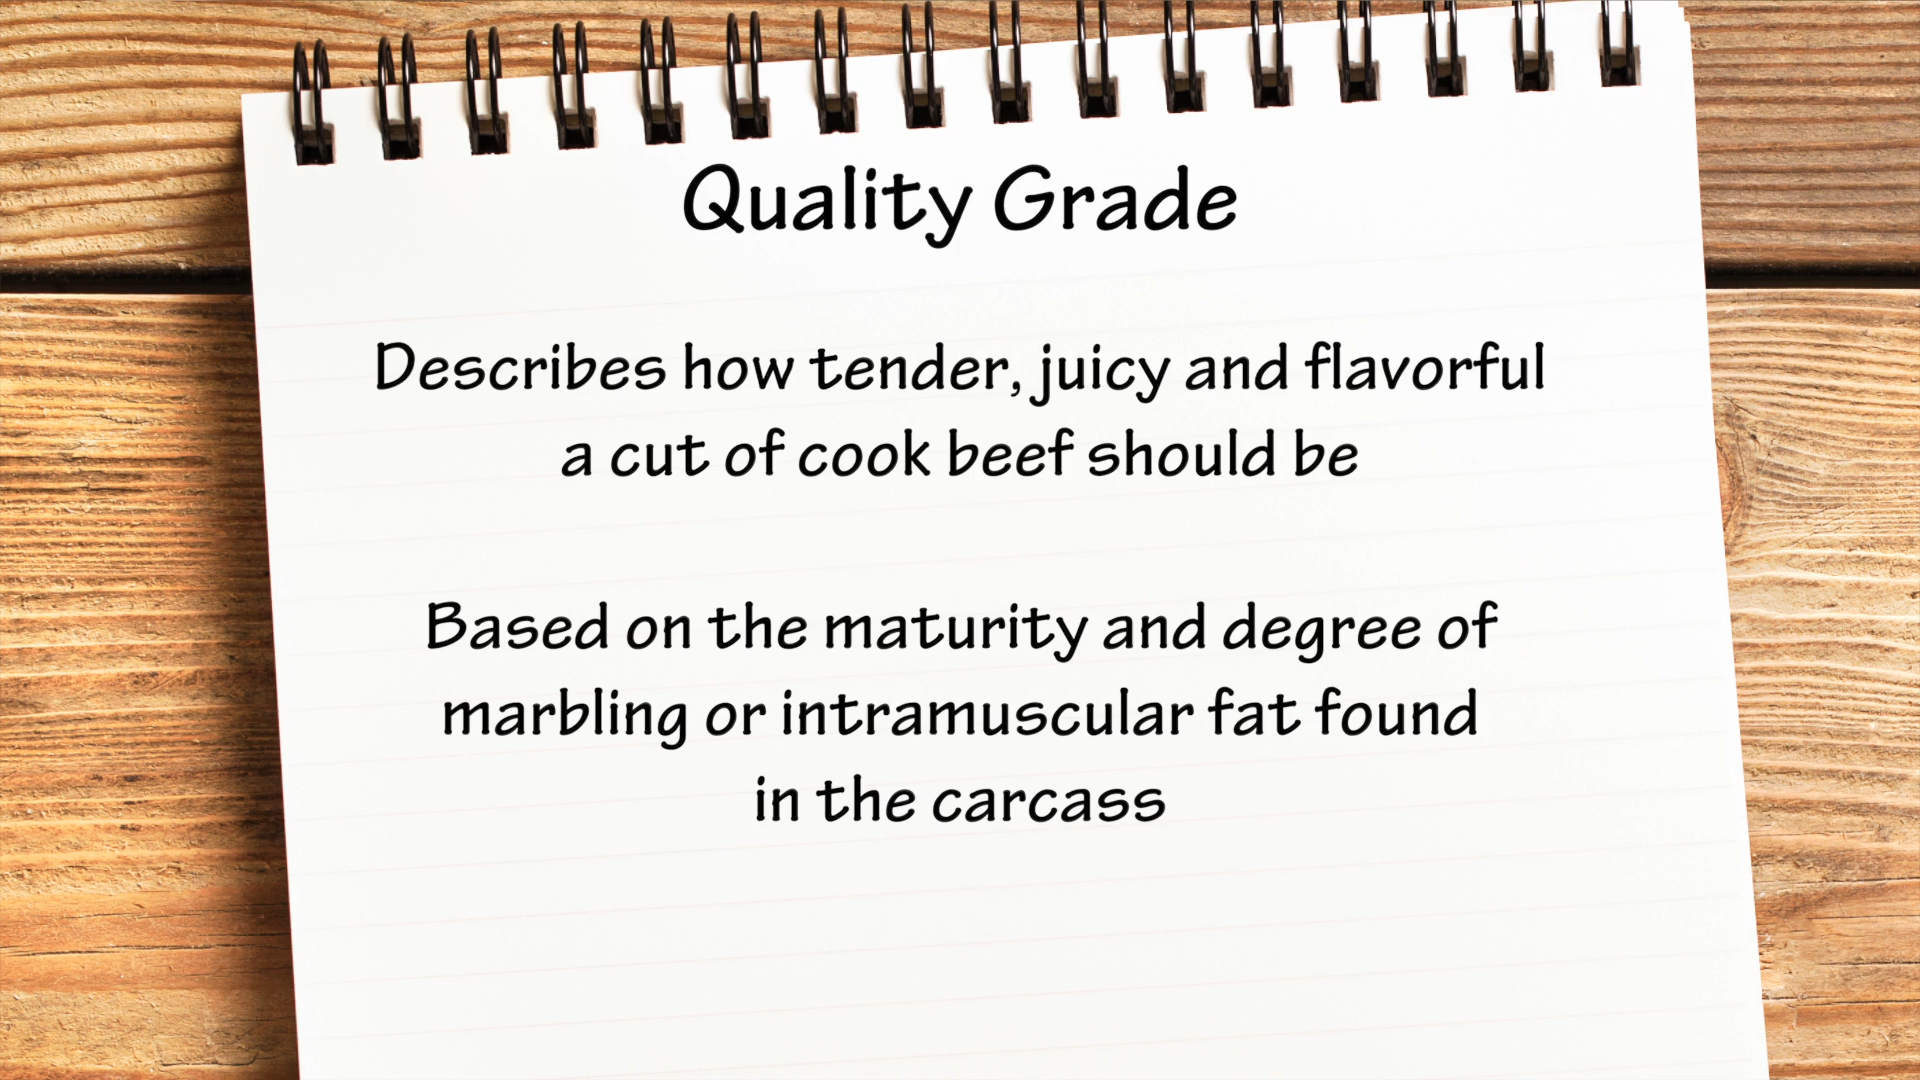 Quality Grade
Describes how tender, juicy and flavorful
a cut of cook beef should be
Based on the maturity and degree of
marbling or intramuscular fat found
in the carcass